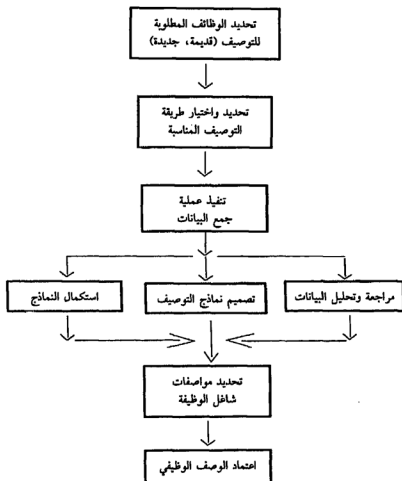 تحديد الوظائف المطلوبة
للتوصيف (قديمة، جديدة)
تحديد واختيار طريقة
التوصيف المناسبة
تنفيذ عملية
جمع البيانات
مراجعة وتحليل البيانات
تصميم نماذج التوصيف
استكمال النماذج
تحديد مواصفات
شاغل الوظيفة
اعتماد الوصف الوظيفي